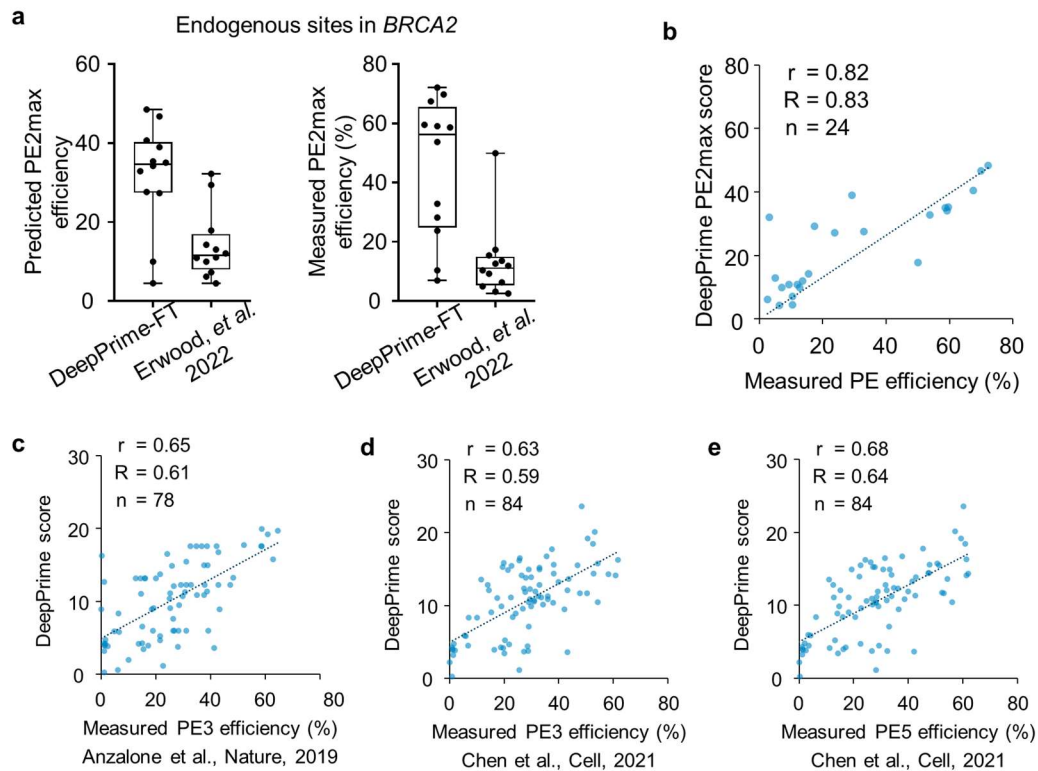 a
Endogenous sites in BRCA2
Predicted PE2max
efficiency
60
40
20
0
DeepPrime-FT
Erwood, et al.
2022
Measured PE2max
efficiency (%)
80
60
40
20
0
DeepPrime-FT
Erwood, et al.
2022
b
r = 0.82
R = 0.83
n = 24
DeepPrime PE2max score
80
60
40
20
0
0 20 40 60 80
Measured PE efficiency (%)
c
r = 0.65
R = 0.61
n = 78
DeepPrime score
30
20
10
0
0 20 40 60 80
Measured PE3 efficiency (%)
Anzalone et al., Nature, 2019
d
r = 0.63
R = 0.59
n = 84
DeepPrime score
30
20
10
0
0 20 40 60 80
Measured PE3 efficiency (%)
Chen et al., Cell, 2021
e
r = 0.68
R = 0.64
n = 84
DeepPrime score
30
20
10
0
0 20 40 60 80
Measured PE5 efficiency (%)
Chen et al., Cell, 2021